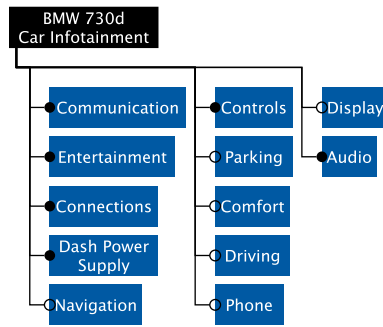 BMW 730d
Car Infotainment
Communication
Entertainment
Connections
Dash Power
Supply
Navigation
Controls
Parking
Comfort
Driving
Phone
Display
Audio